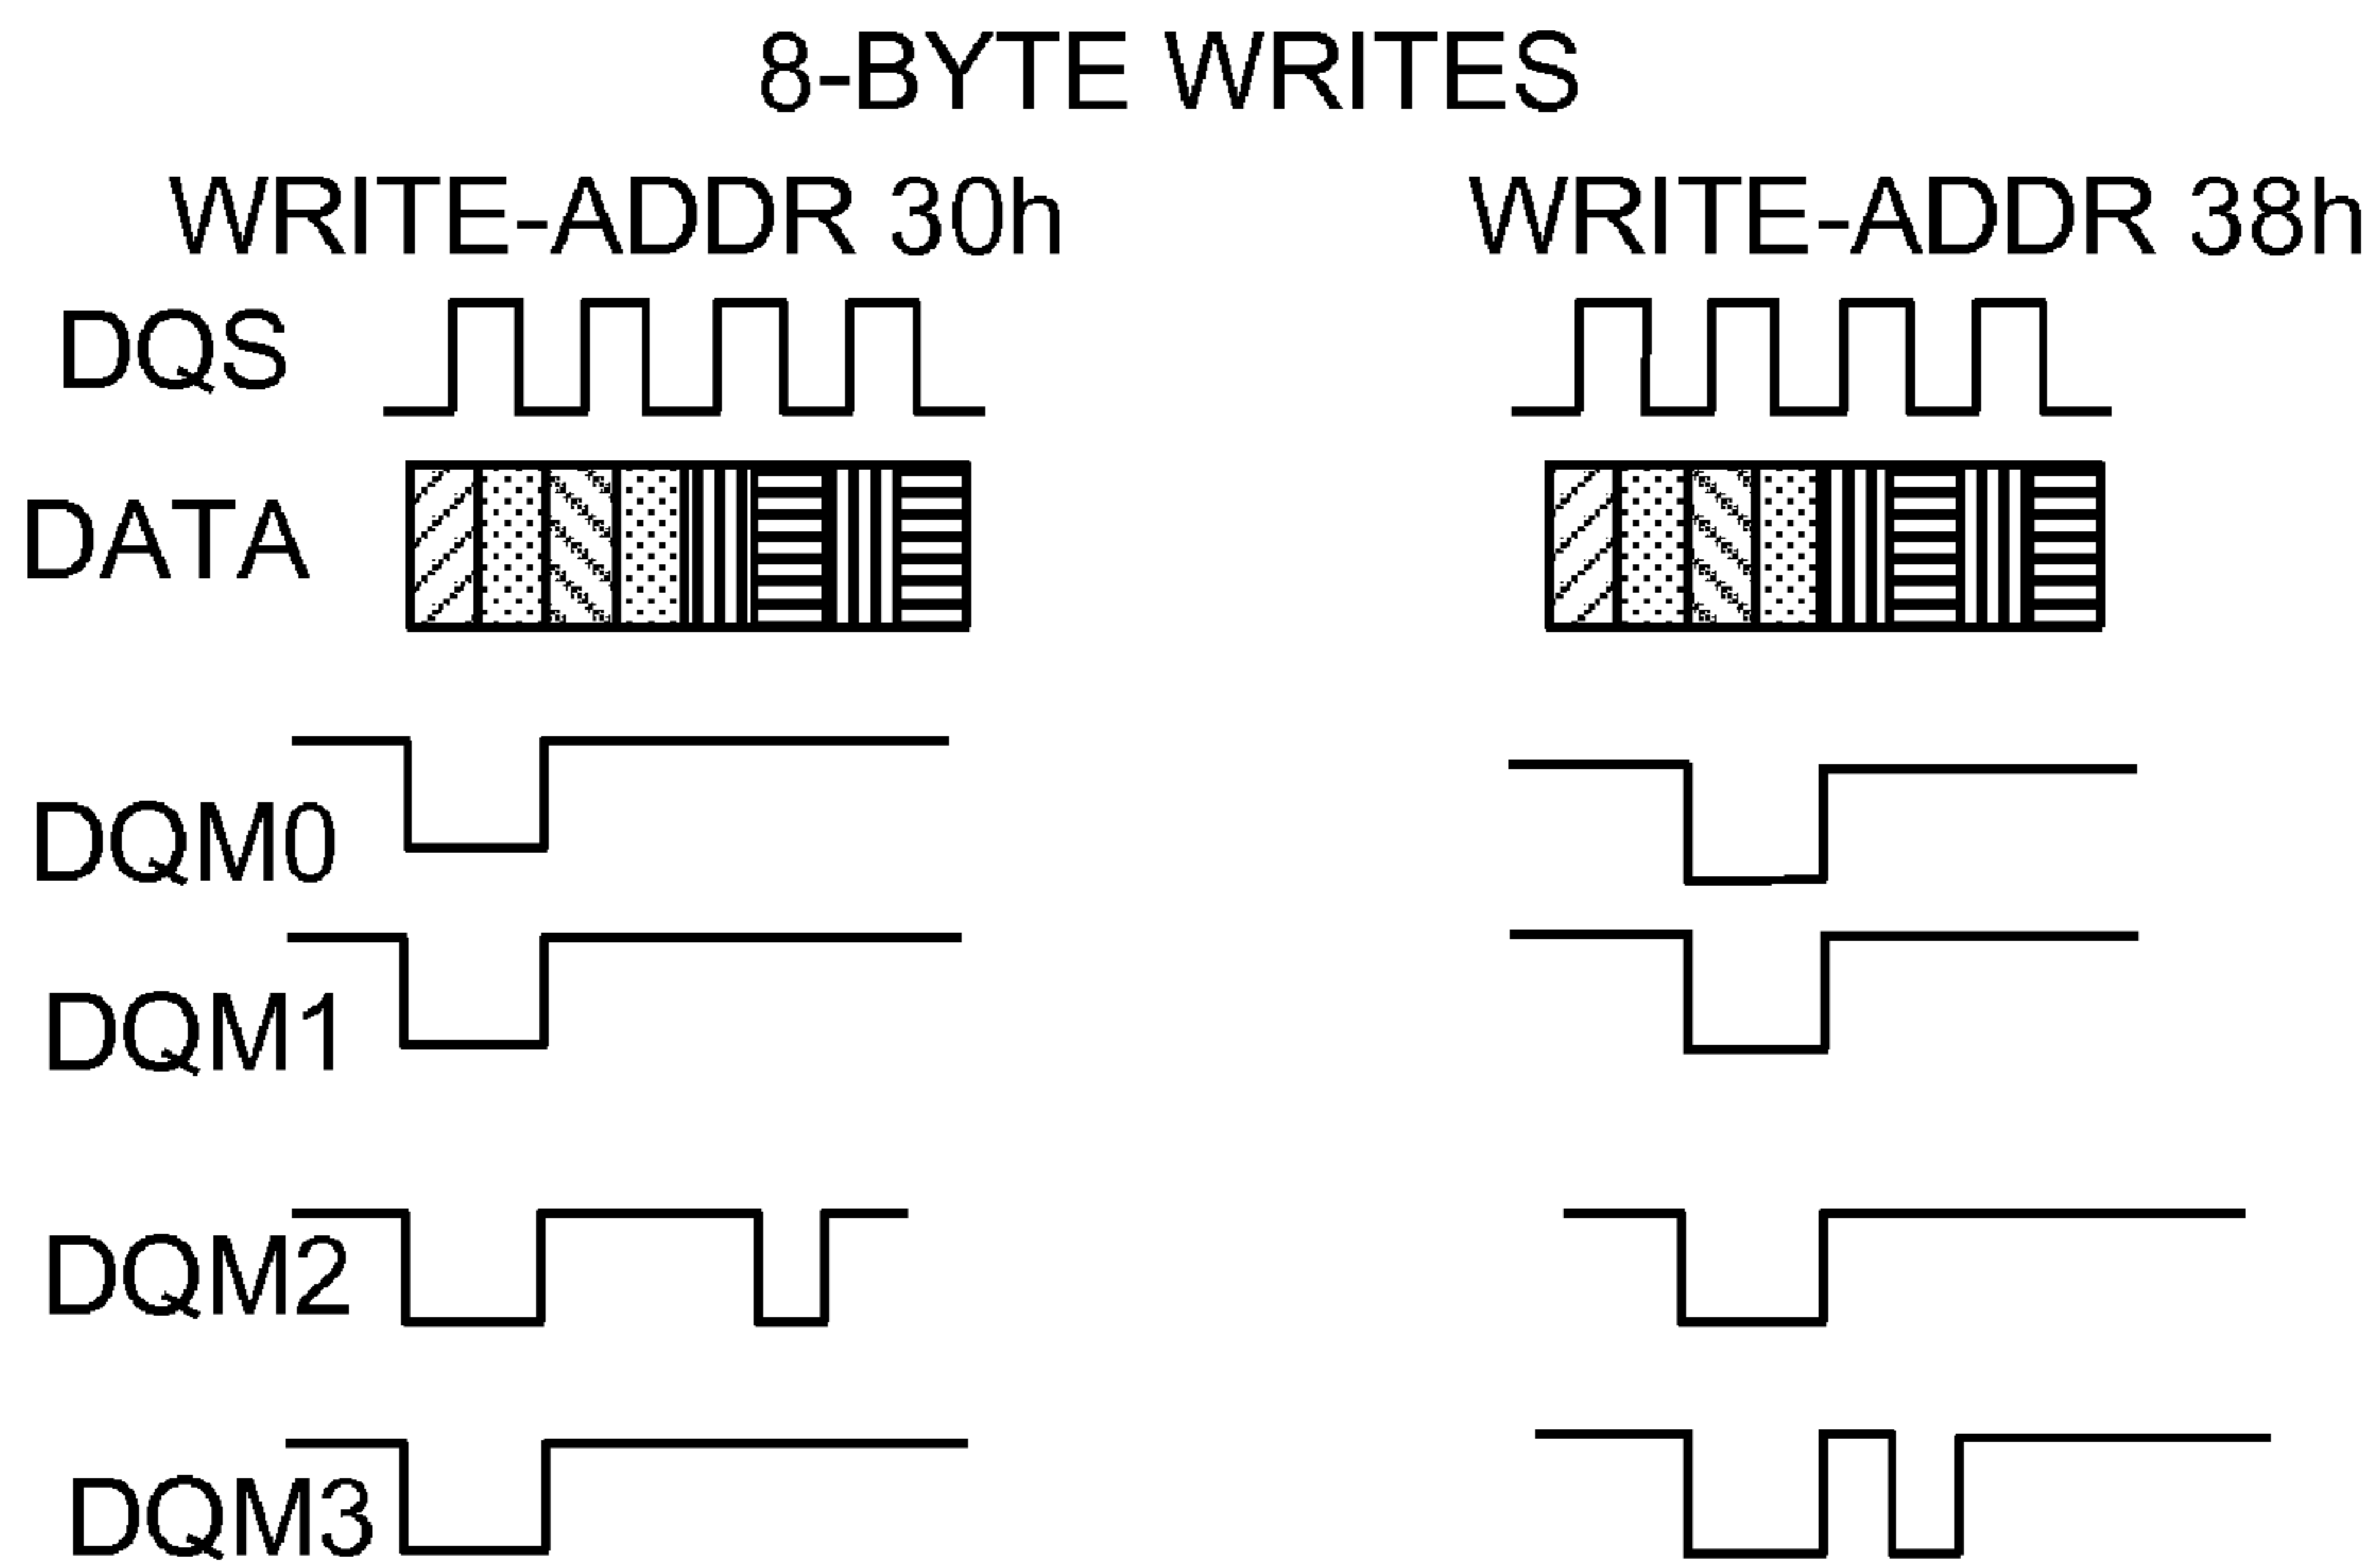 8-BYTE WRITES
WRITE-ADDR 30h
WRITE-ADDR 38h
DQS
DATA
DQM0
DQM1
DQM2
DQM3